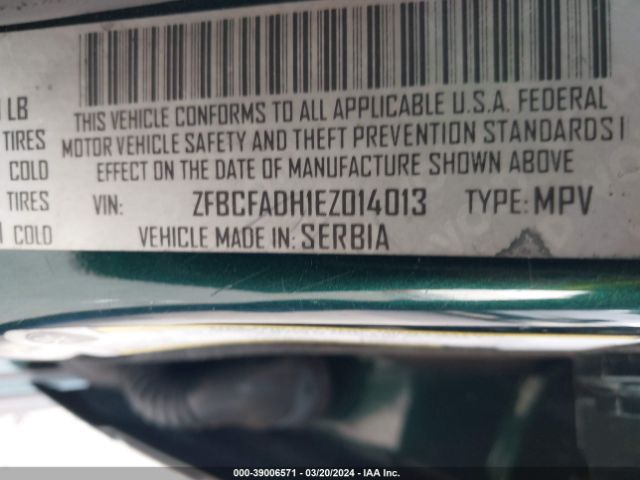 LB
THIS VEHICLE CONFORMS TO ALL APPLICABLE U.S.A. FEDERAL
TIRES MOTOR VEHICLE SAFETY AND THEFT PREVENTION STANDARDS I
COLD EFFECT ON THE DATE OF MANUFACTURE SHOWN ABOVE
TIRES VIN: ZFBCFADH1EZ014013 TYPE: MPV
COLD VEHICLE MADE IN: SERBIA
000-39006571 — 03/20/2024 — IAA Inc.